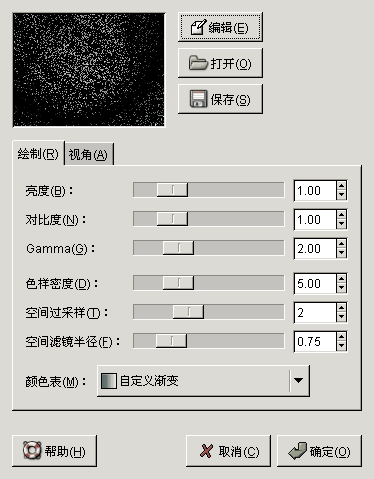 编辑(E)
打开(O)
保存(S)
绘制(R) 视角(A)
亮度(B)： 1.00
对比度(N)： 1.00
Gamma(G)： 2.00
色样密度(D)： 5.00
空间过采样(T)： 2
空间滤镜半径(F)： 0.75
颜色表(M)： 自定义渐变
帮助(H) 取消(C) 确定(O)